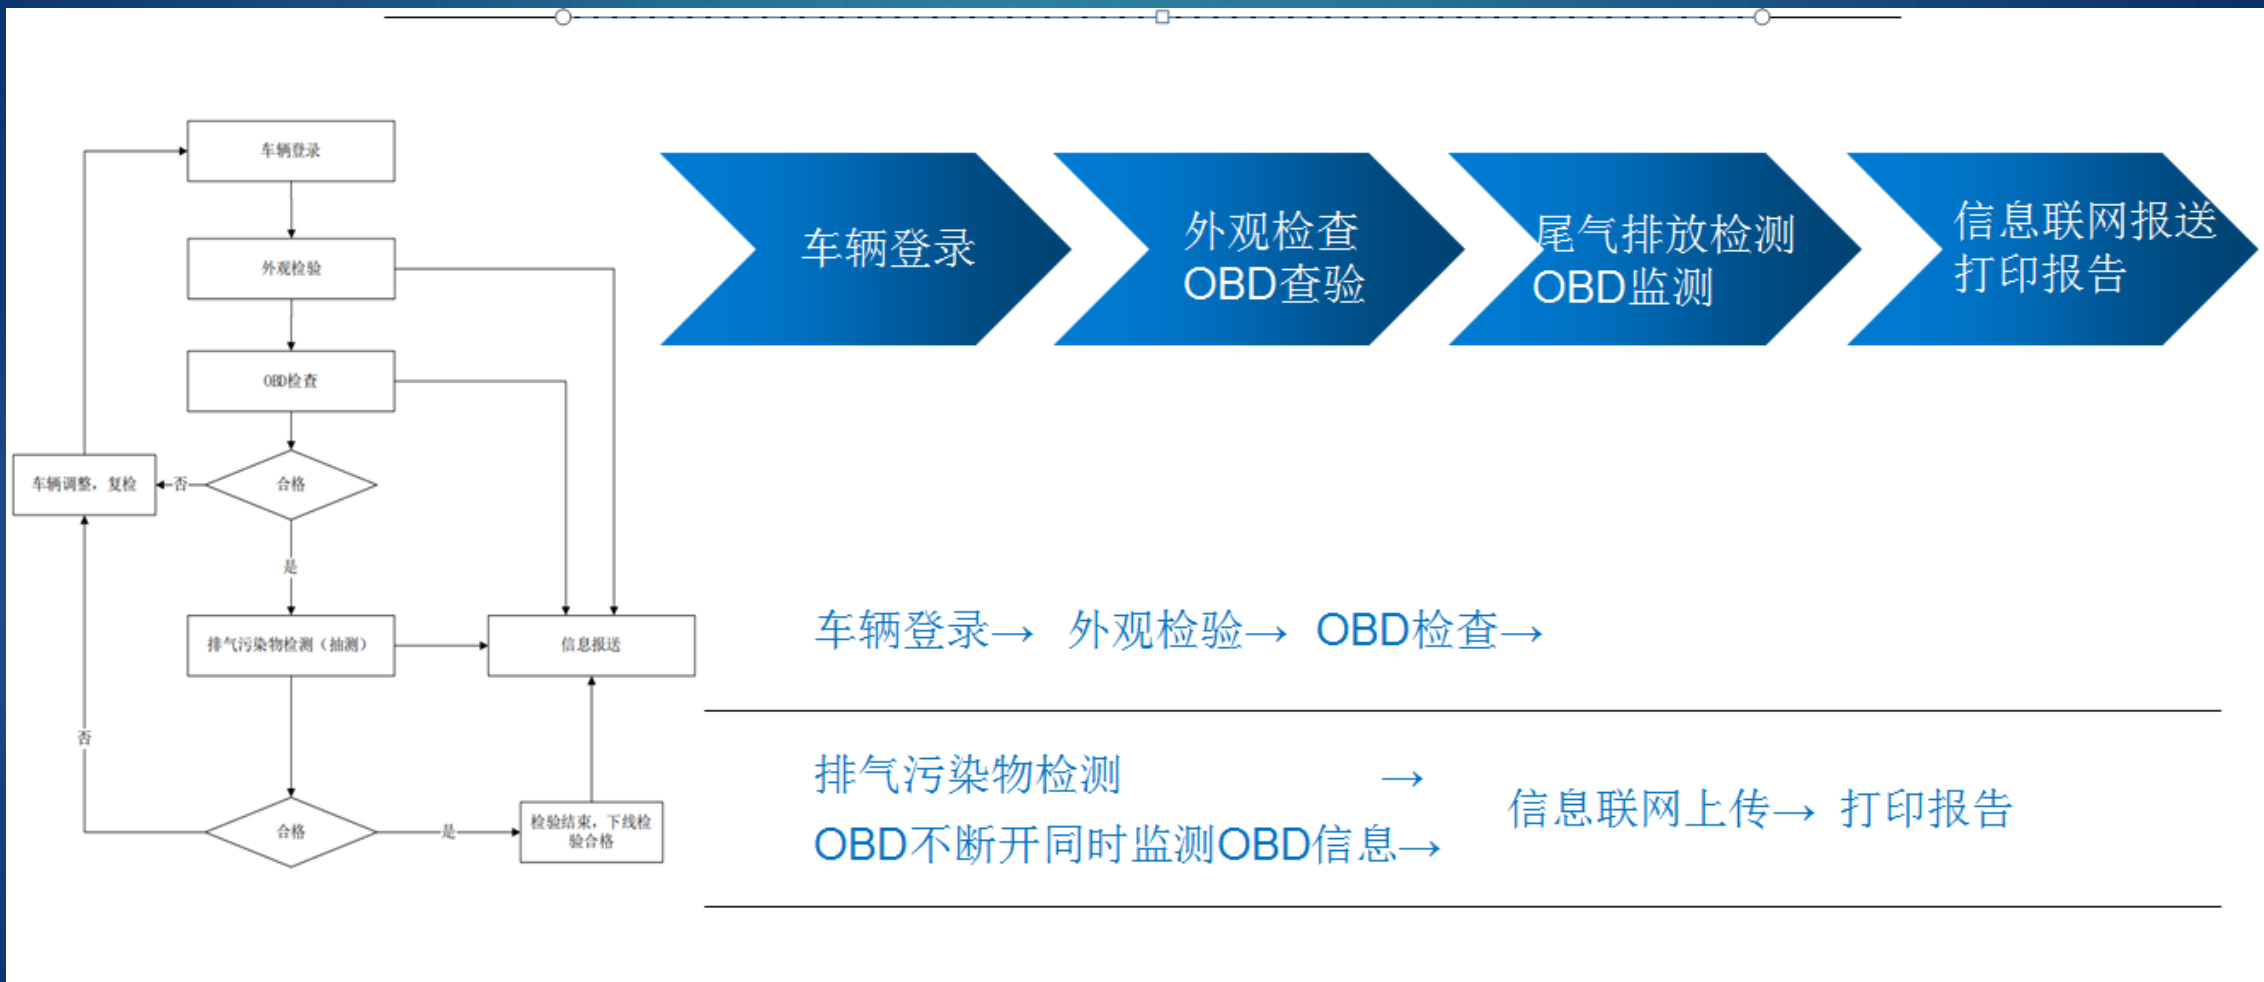 车辆登录
外观检验
OBD检查
合格
否
车辆调整，复检
是
排气污染物检测（抽测）
信息报送
否
合格
是
检验结束，下线检
验合格
车辆登录
外观检查
OBD查验
尾气排放检测
OBD监测
信息联网报送
打印报告
车辆登录→ 外观检验→ OBD检查→
排气污染物检测 →
OBD不断开同时监测OBD信息→
信息联网上传→ 打印报告